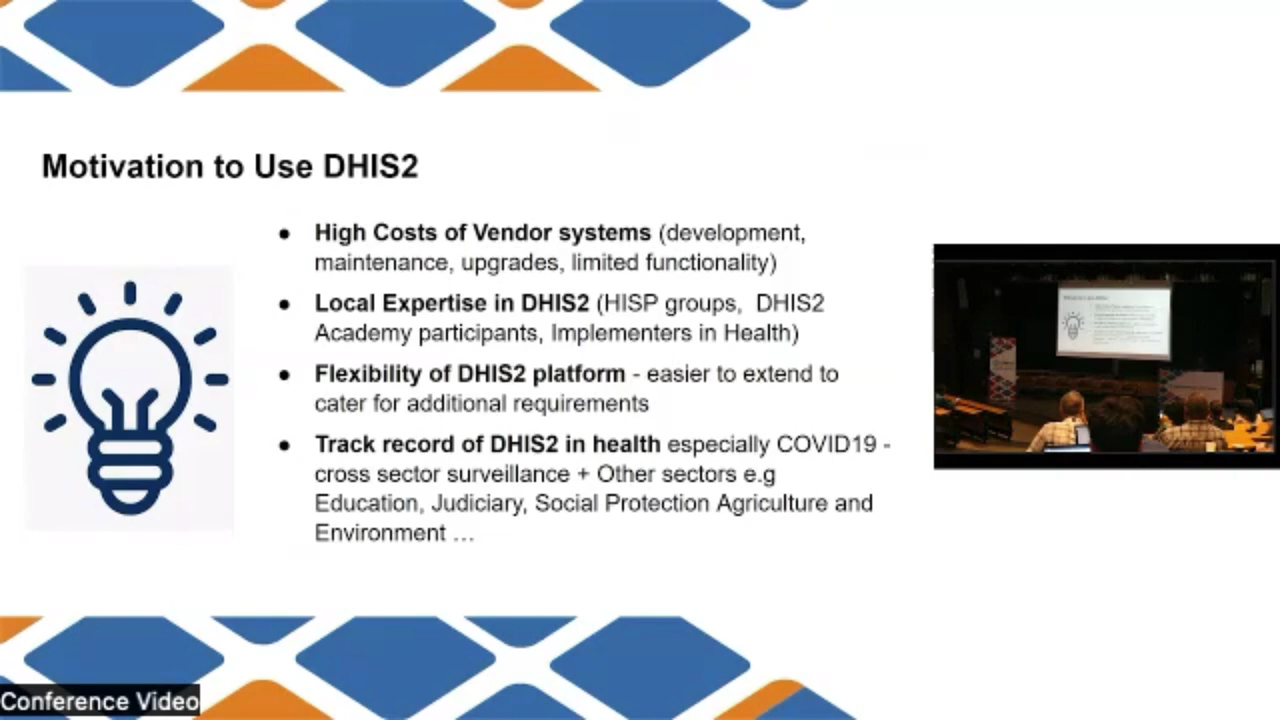 Motivation to Use DHIS2
● High Costs of Vendor systems (development,
maintenance, upgrades, limited functionality)
● Local Expertise in DHIS2 (HISP groups, DHIS2
Academy participants, Implementers in Health)
● Flexibility of DHIS2 platform - easier to extend to
cater for additional requirements
● Track record of DHIS2 in health especially COVID19 -
cross sector surveillance + Other sectors e.g
Education, Judiciary, Social Protection Agriculture and
Environment …
Conference Video